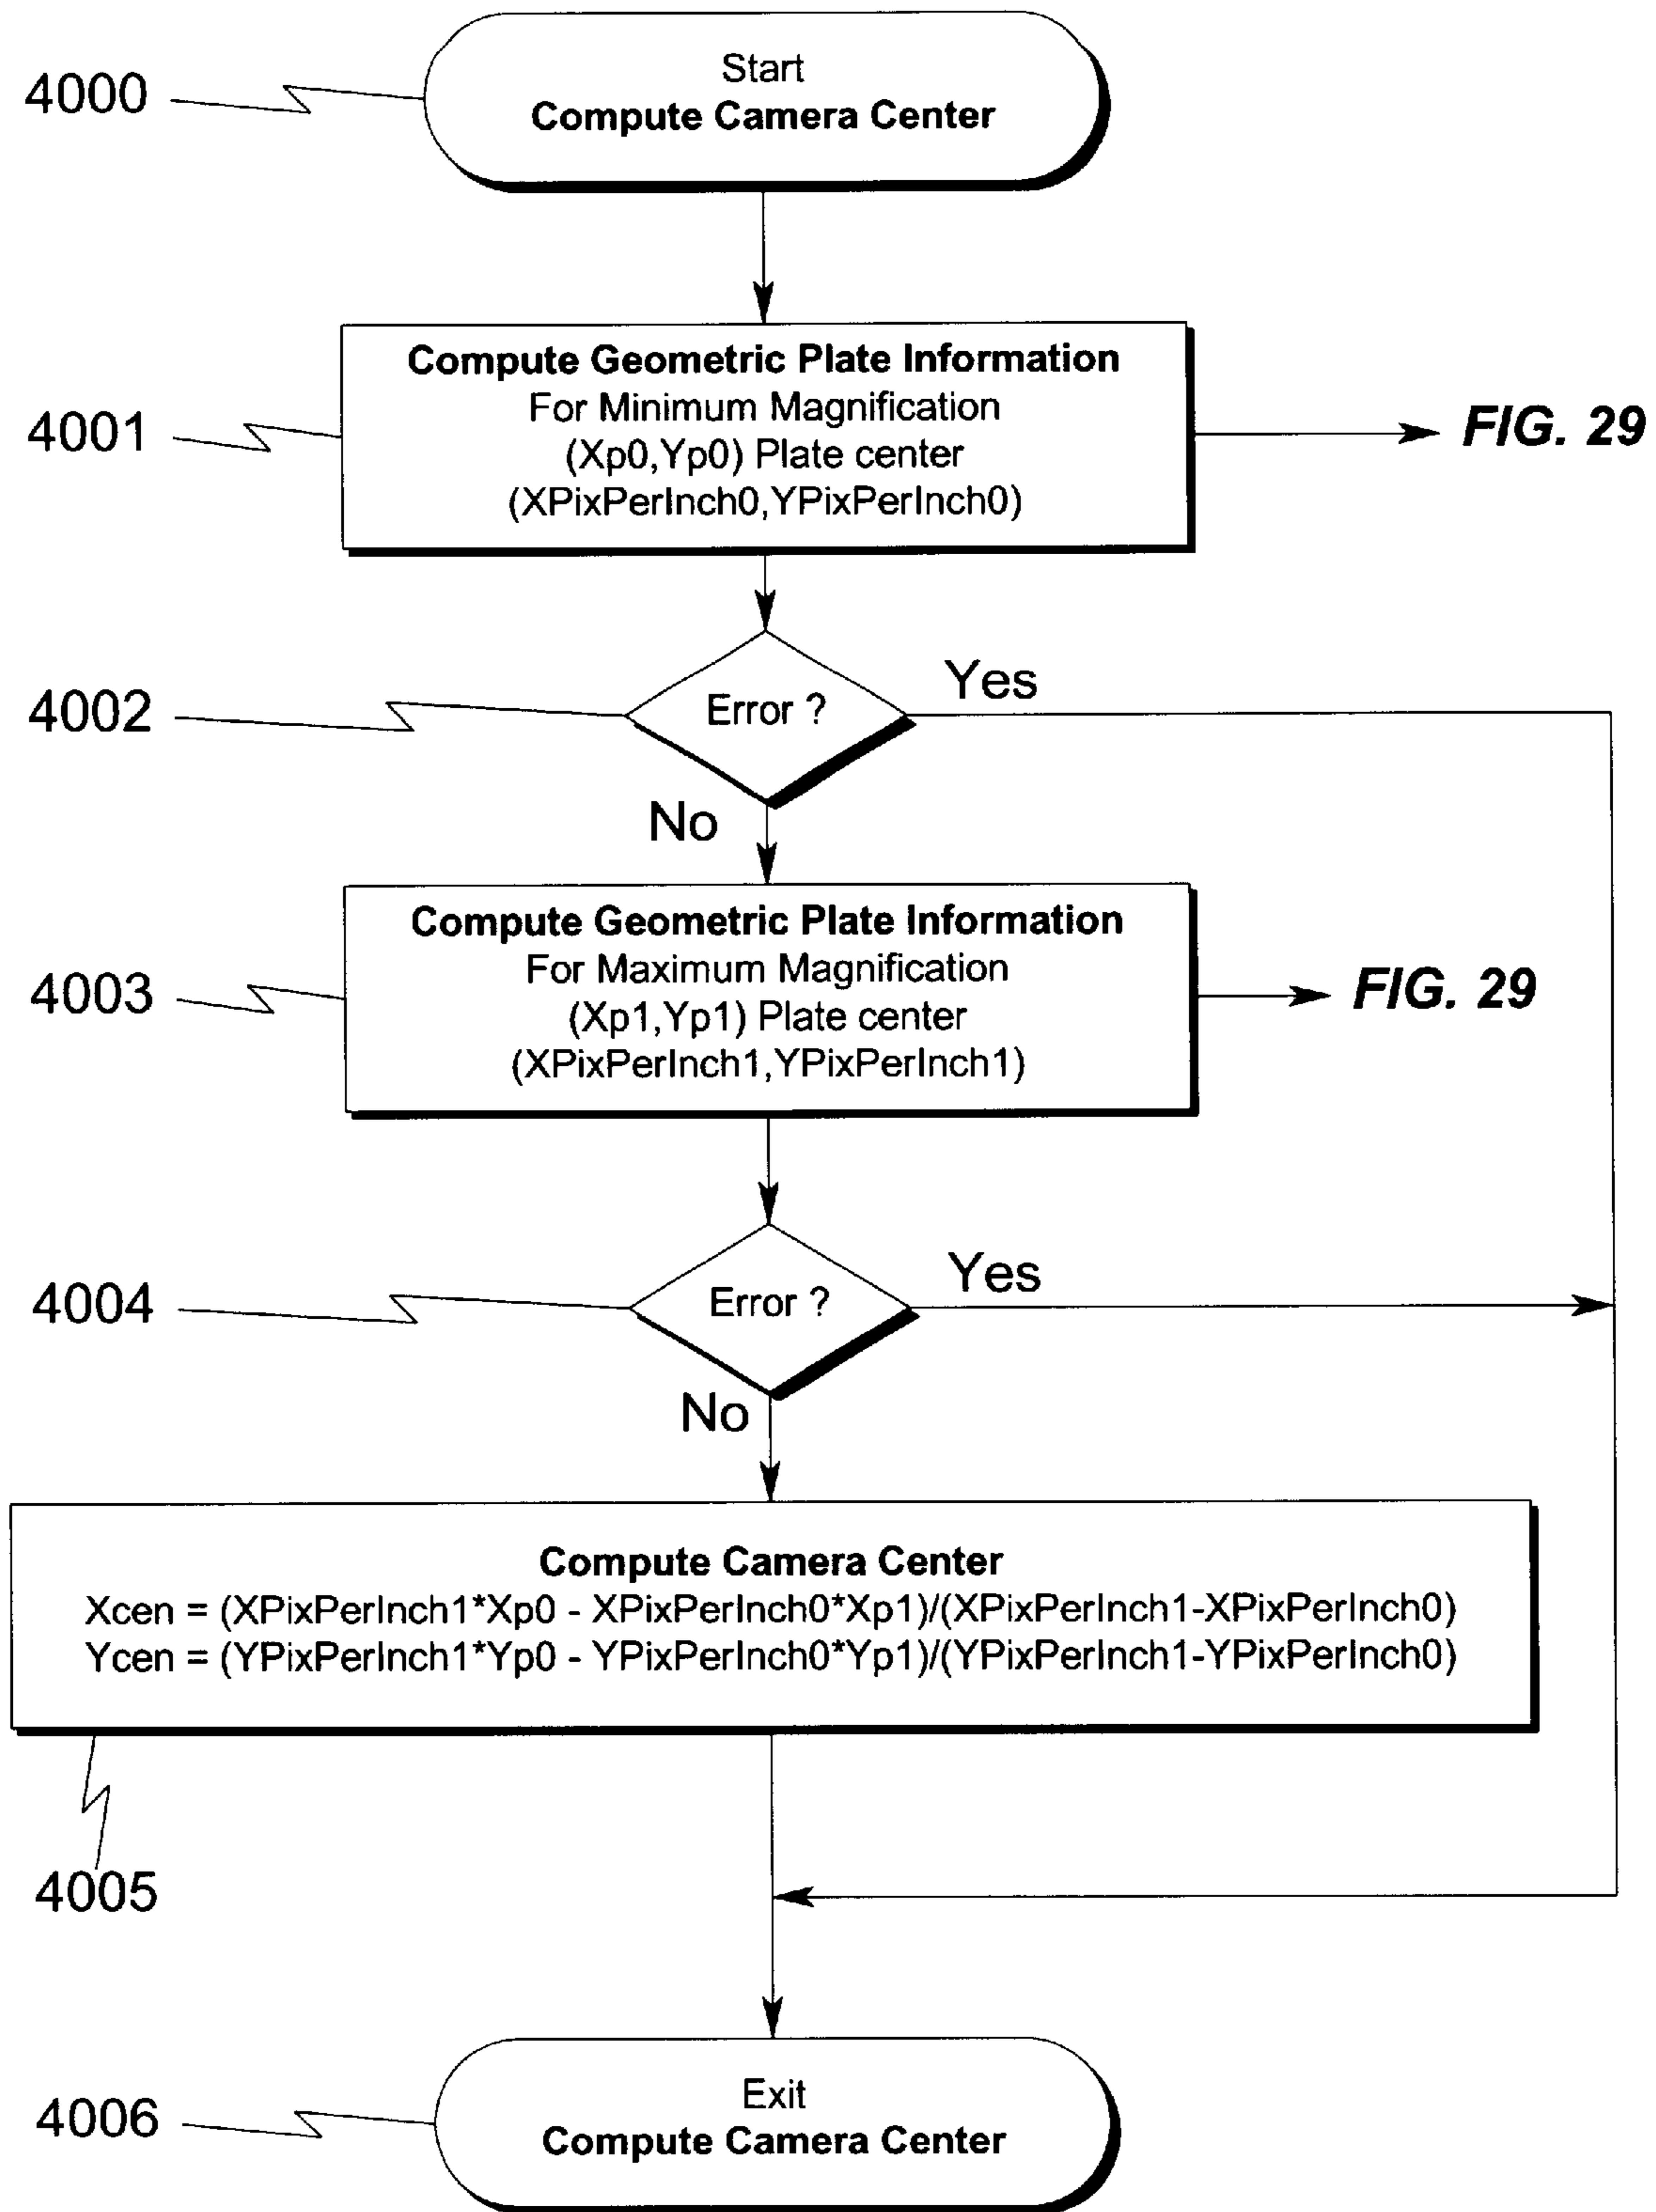 4000
Start
Compute Camera Center
4001
Compute Geometric Plate Information
For Minimum Magnification
(Xp0,Yp0) Plate center
(XPixPerInch0,YPixPerInch0)
FIG. 29
4002
Error ?
Yes
No
4003
Compute Geometric Plate Information
For Maximum Magnification
(Xp1,Yp1) Plate center
(XPixPerInch1,YPixPerInch1)
FIG. 29
4004
Error ?
Yes
No
Compute Camera Center
Xcen = (XPixPerInch1*Xp0 - XPixPerInch0*Xp1)/(XPixPerInch1-XPixPerInch0)
Ycen = (YPixPerInch1*Yp0 - YPixPerInch0*Yp1)/(YPixPerInch1-YPixPerInch0)
4005
4006
Exit
Compute Camera Center